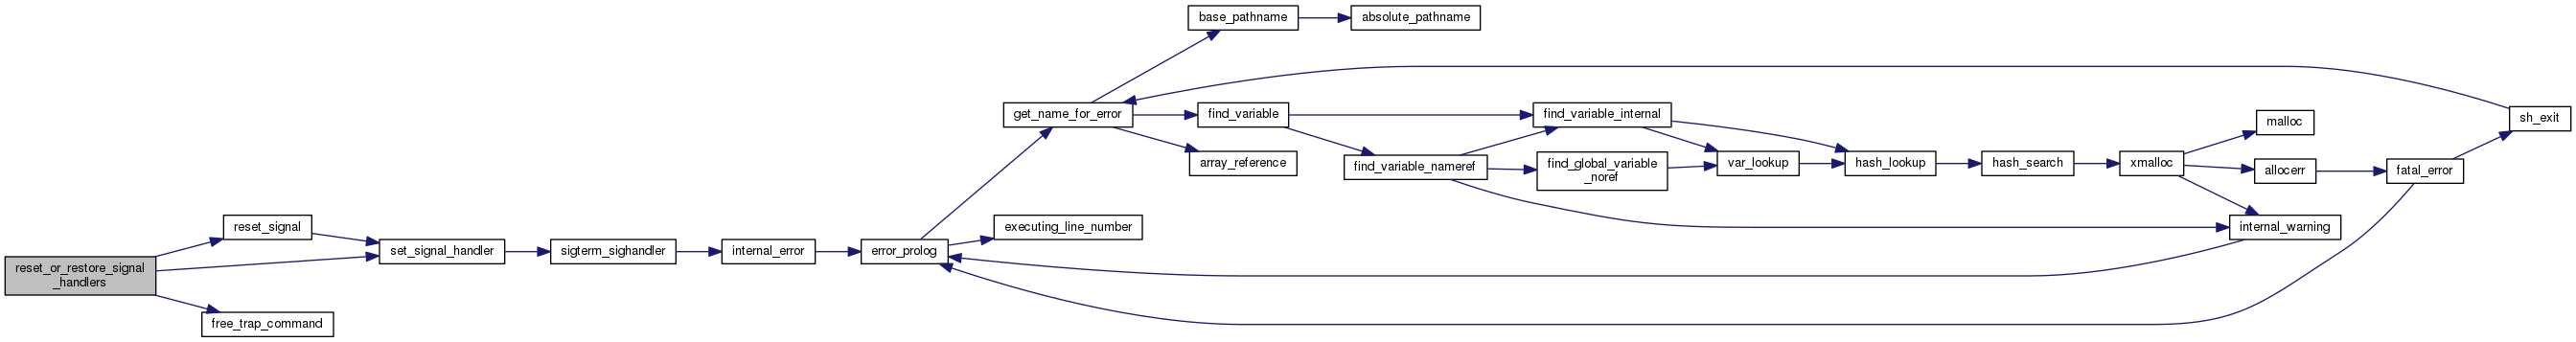 base_pathname
absolute_pathname
get_name_for_error
find_variable
find_variable_internal
malloc
sh_exit
array_reference
find_variable_nameref
find_global_variable
_noref
var_lookup
hash_lookup
hash_search
xmalloc
allocerr
fatal_error
reset_signal
executing_line_number
internal_warning
set_signal_handler
sigterm_sighandler
internal_error
error_prolog
reset_or_restore_signal
_handlers
free_trap_command